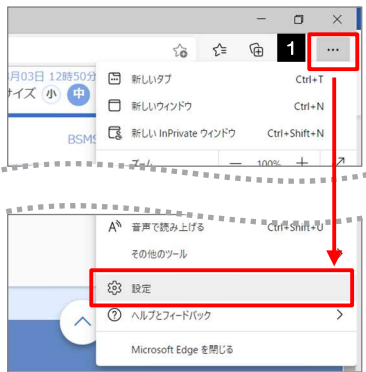 月03日 12時50分
イズ 小 中
BSMS
1
新しいタブ Ctrl+T
新しいウィンドウ Ctrl+N
新しい InPrivate ウィンドウ Ctrl+Shift+N
ズーム 100%
音声で読み上げる Ctrl+Shift+U
その他のツール
設定
ヘルプとフィードバック
Microsoft Edge を閉じる